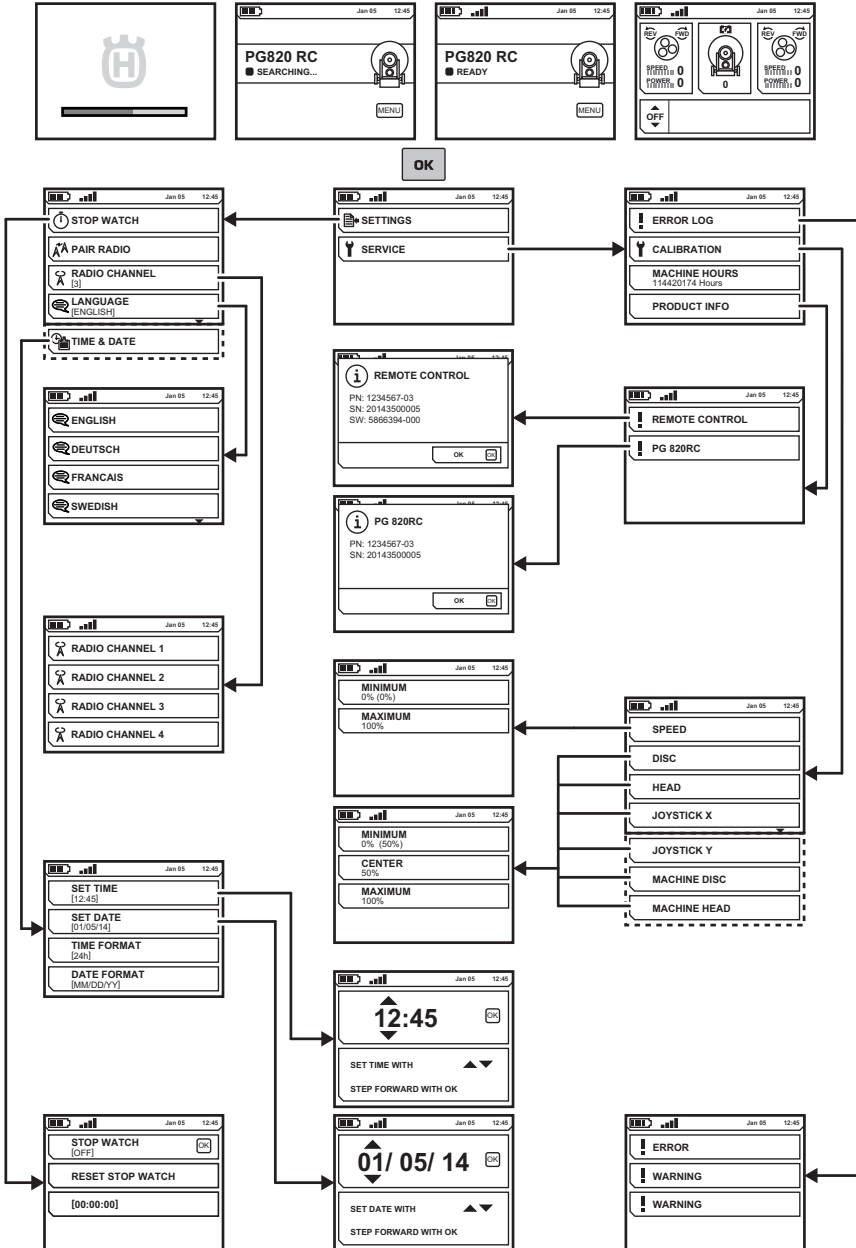 H
Jan 05 12:45
PG820 RC
SEARCHING...
MENU
Jan 05 12:45
PG820 RC
READY
MENU
Jan 05 12:45
REV FWD
SPEED 0
POWER 0
0
REV FWD
SPEED 0
POWER 0
OFF
OK
Jan 05 12:45
STOP WATCH
PAIR RADIO
RADIO CHANNEL
[3]
LANGUAGE
[ENGLISH]
TIME & DATE
Jan 05 12:45
SETTINGS
SERVICE
Jan 05 12:45
ERROR LOG
CALIBRATION
MACHINE HOURS
114420174 Hours
PRODUCT INFO
Jan 05 12:45
ENGLISH
DEUTSCH
FRANCAIS
SWEDISH
Jan 05 12:45
REMOTE CONTROL
PN: 1234567-03
SN: 20143500005
SW: 5866394-000
OK OK
Jan 05 12:45
REMOTE CONTROL
PG 820RC
PG 820RC
PN: 1234567-03
SN: 20143500005
OK OK
Jan 05 12:45
RADIO CHANNEL 1
RADIO CHANNEL 2
RADIO CHANNEL 3
RADIO CHANNEL 4
Jan 05 12:45
MINIMUM
0% (0%)
MAXIMUM
100%
Jan 05 12:45
SPEED
DISC
HEAD
JOYSTICK X
JOYSTICK Y
MACHINE DISC
MACHINE HEAD
Jan 05 12:45
MINIMUM
0% (50%)
CENTER
50%
MAXIMUM
100%
Jan 05 12:45
SET TIME
[12:45]
SET DATE
[01/05/14]
TIME FORMAT
[24h]
DATE FORMAT
[MM/DD/YY]
Jan 05 12:45
12:45 OK
SET TIME WITH
STEP FORWARD WITH OK
Jan 05 12:45
STOP WATCH
[OFF]
OK
RESET STOP WATCH
[00:00:00]
Jan 05 12:45
01/ 05/ 14 OK
SET DATE WITH
STEP FORWARD WITH OK
Jan 05 12:45
ERROR
WARNING
WARNING